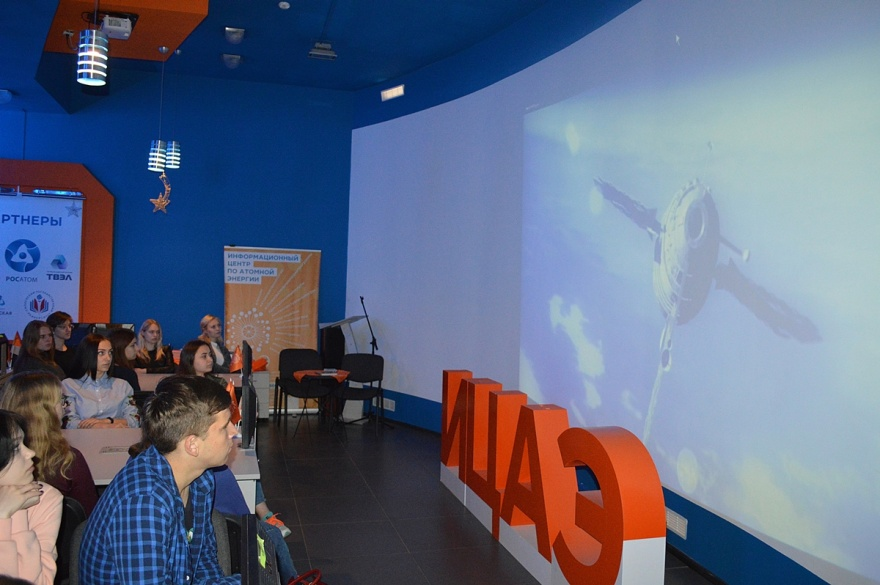 РТНЕРЫ
РОСАТОМ
ТВЭЛ
ИНФОРМАЦИОННЫЙ
ЦЕНТР
ПО АТОМНОЙ
ЭНЕРГИИ
ИЦАЭ